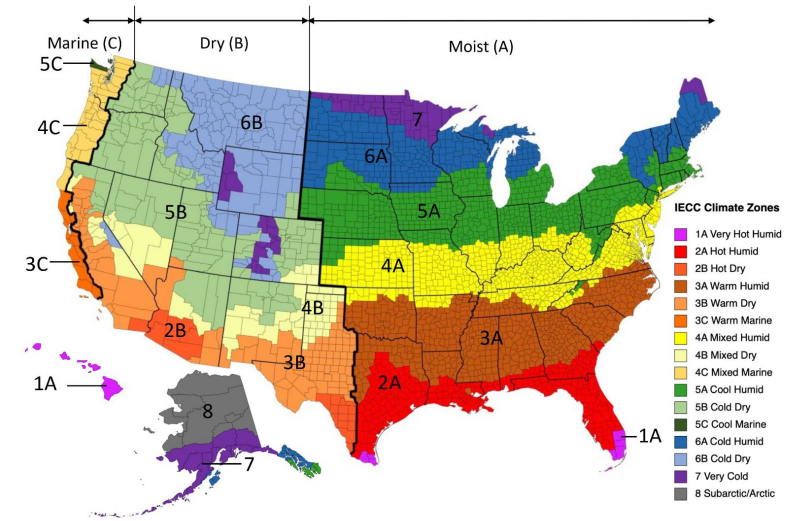 Marine (C)
Dry (B)
Moist (A)
5C
4C
6B
7
6A
5B
5A
3C
4A
4B
2B
3B
3A
2A
1A
8
7
1A
IECC Climate Zones
1A Very Hot Humid
2A Hot Humid
2B Hot Dry
3A Warm Humid
3B Warm Dry
3C Warm Marine
4A Mixed Humid
4B Mixed Dry
4C Mixed Marine
5A Cool Humid
5B Cold Dry
5C Cool Marine
6A Cold Humid
6B Cold Dry
7 Very Cold
8 Subarctic/Arctic